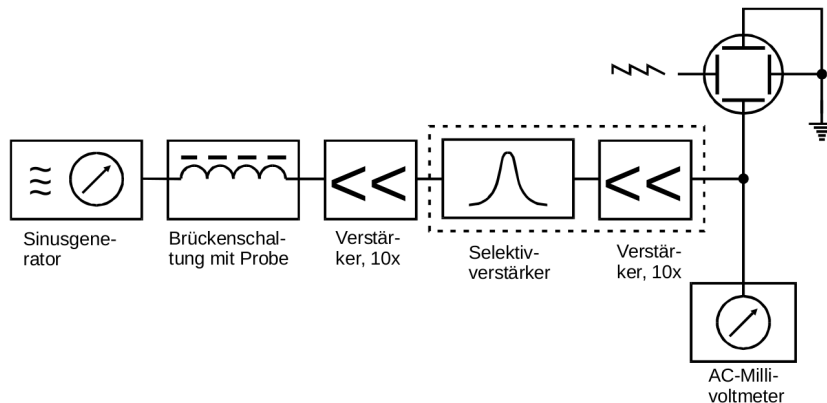 Sinusgene-
rator
Brückenschal-
tung mit Probe
Verstär-
ker, 10x
Selektiv-
verstärker
Verstär-
ker, 10x
AC-Milli-
voltmeter